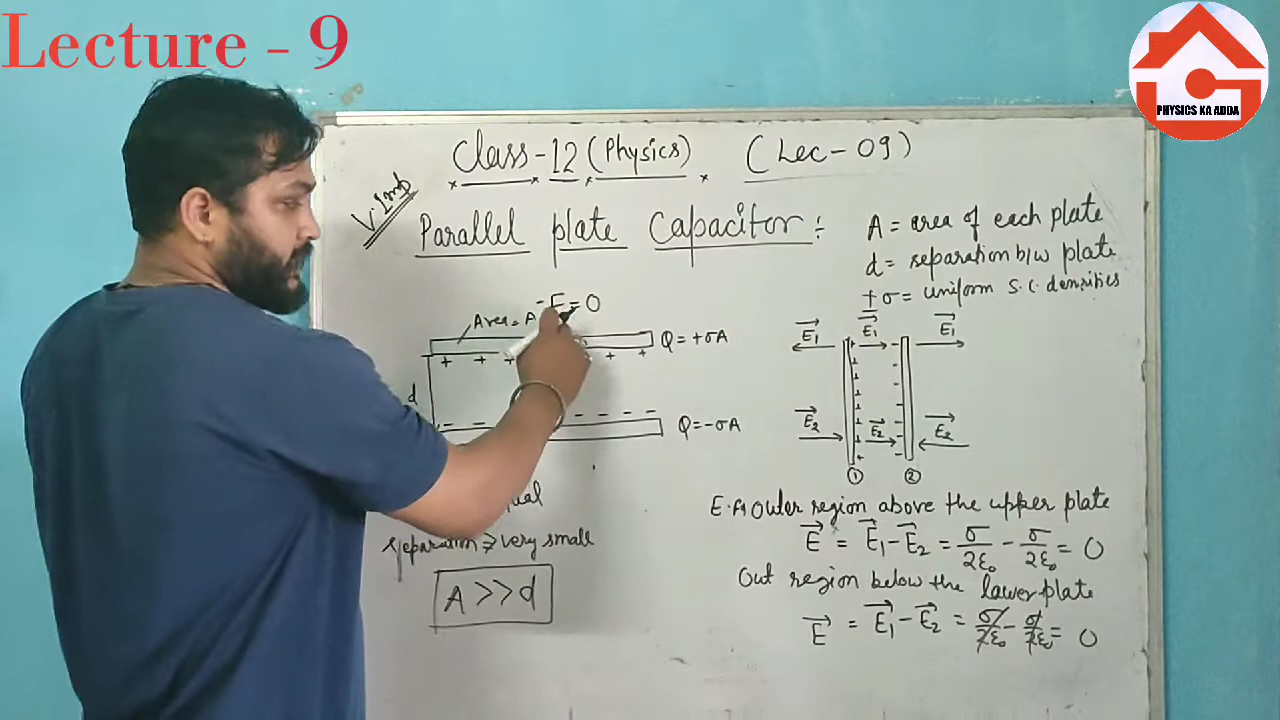 Lecture - 9
PHYSICS KA ADDA
Class-12 (Physics) (Lec-09)
V.Imp
Parallel plate Capacitor:
A = area of each plate
d = separation b/w plate
±σ = uniform s.c. densities
E=0
Area=A
Q=+σA
+ + + + +
d
- - - - - -
Q=-σA
E₁→ E₁→ E₁→
E₂→ E₂→ E₂→
① ②
separation ⇒ very small
A >> d
Outer region above the upper plate
E→ = E₁→ - E₂→ = σ/2ε₀ - σ/2ε₀ = 0
Out region below the lower plate
E→ = E₁→ - E₂→ = σ/2ε₀ - σ/2ε₀ = 0